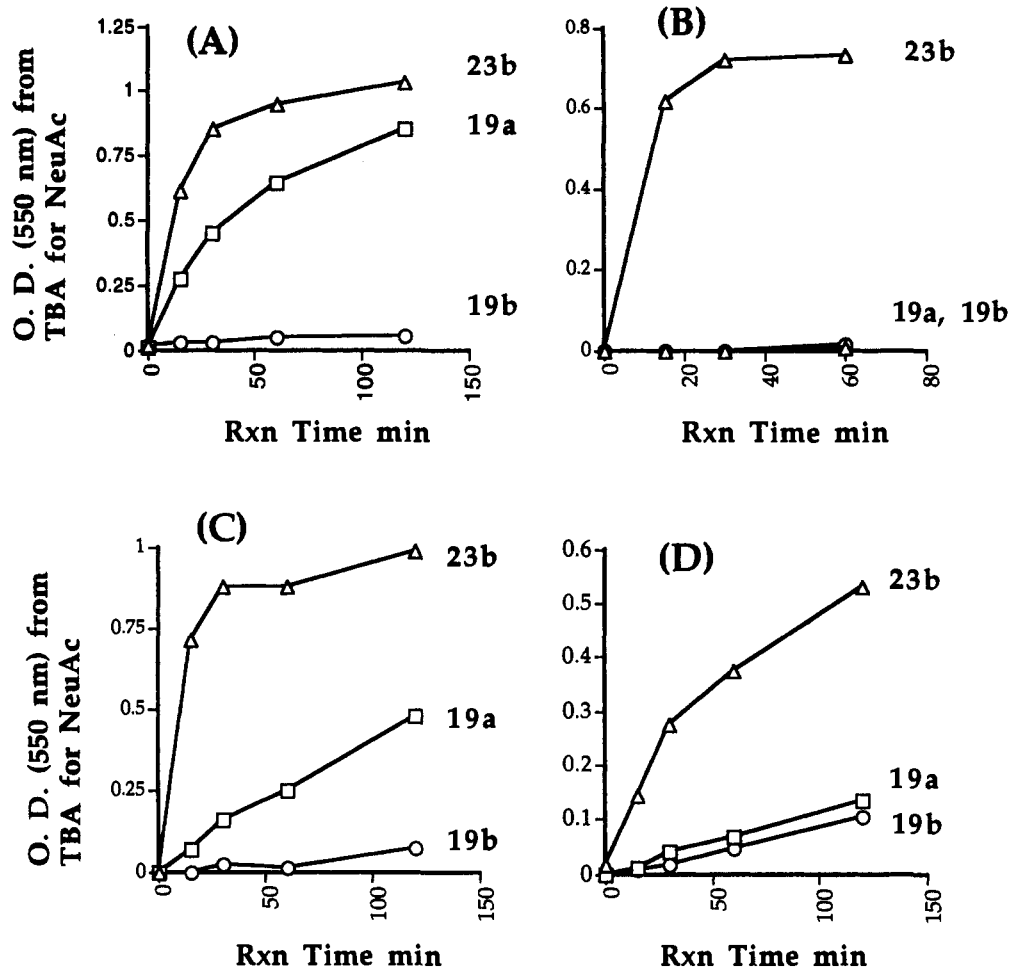 (A)
O. D. (550 nm) from
TBA for NeuAc
1.25
1
0.75
0.5
0.25
0
23b
19a
19b
0
50
100
150
Rxn Time min
(B)
0.8
0.6
0.4
0.2
0
23b
19a, 19b
0
20
40
60
80
Rxn Time min
(C)
O. D. (550 nm) from
TBA for NeuAc
1
0.75
0.5
0.25
0
23b
19a
19b
0
50
100
150
Rxn Time min
(D)
0.6
0.5
0.4
0.3
0.2
0.1
0
23b
19a
19b
0
50
100
150
Rxn Time min